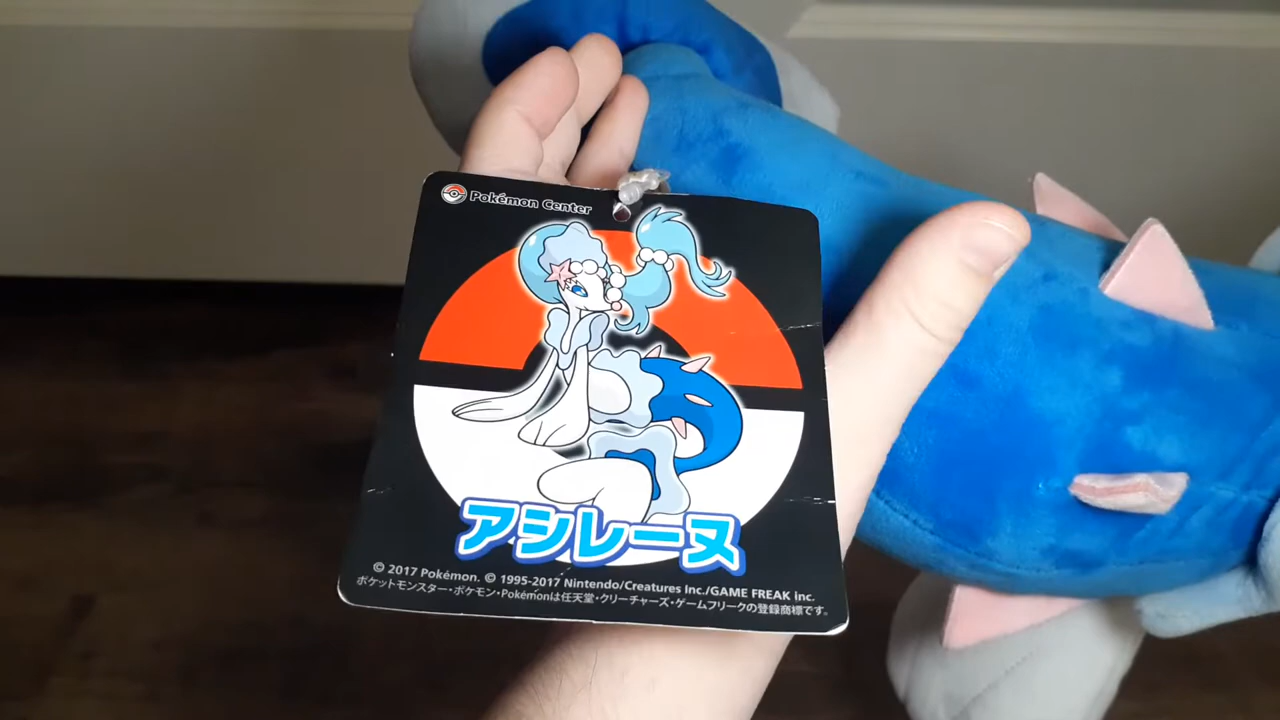 Pokémon Center
アシレーヌ
© 2017 Pokémon. © 1995-2017 Nintendo/Creatures Inc./GAME FREAK inc.
ポケットモンスター・ポケモン・Pokémonは任天堂・クリーチャーズ・ゲームフリークの登録商標です。